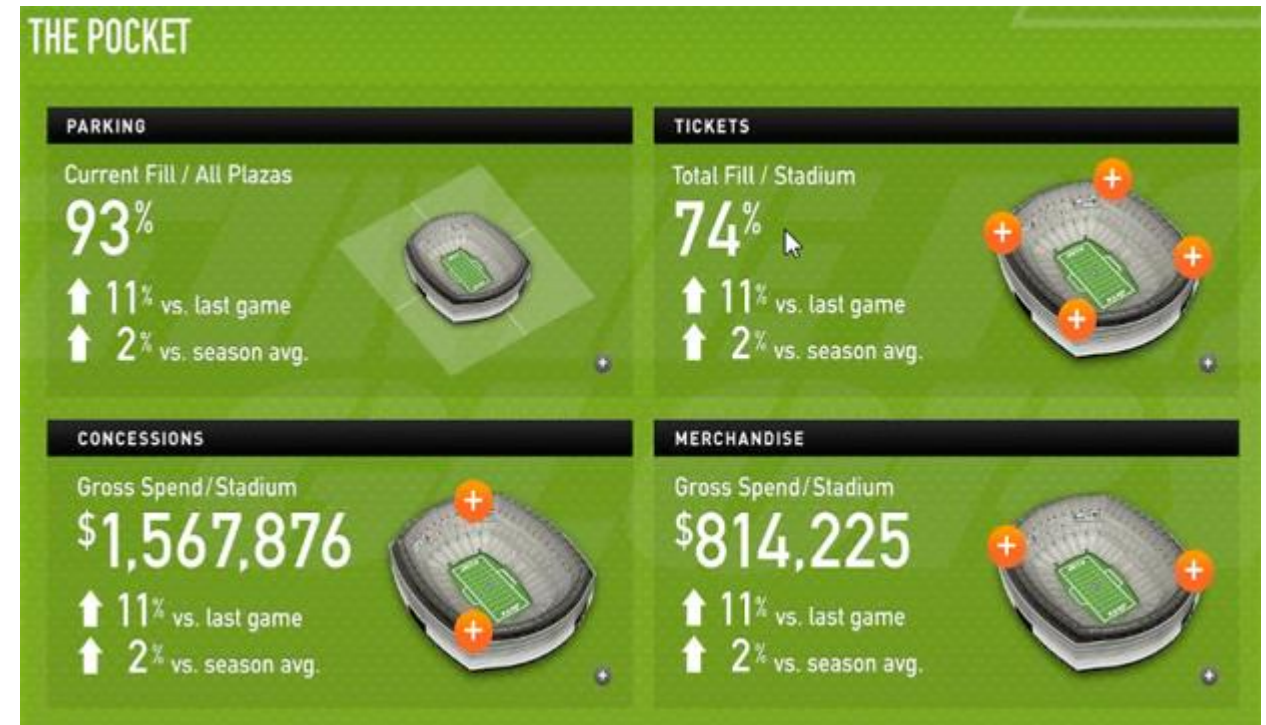 THE POCKET
PARKING
Current Fill / All Plazas
93%
11% vs. last game
2% vs. season avg.
TICKETS
Total Fill / Stadium
74%
11% vs. last game
2% vs. season avg.
CONCESSIONS
Gross Spend/Stadium
$1,567,876
11% vs. last game
2% vs. season avg.
MERCHANDISE
Gross Spend/Stadium
$814,225
11% vs. last game
2% vs. season avg.